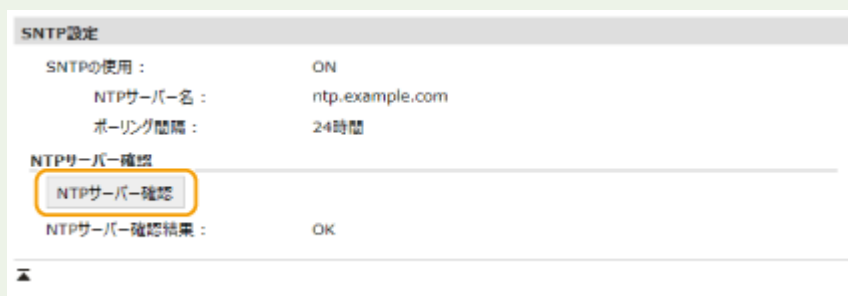 SNTP設定
SNTPの使用： ON
NTPサーバー名： ntp.example.com
ポーリング間隔： 24時間
NTPサーバー確認
NTPサーバー確認
NTPサーバー確認結果： OK